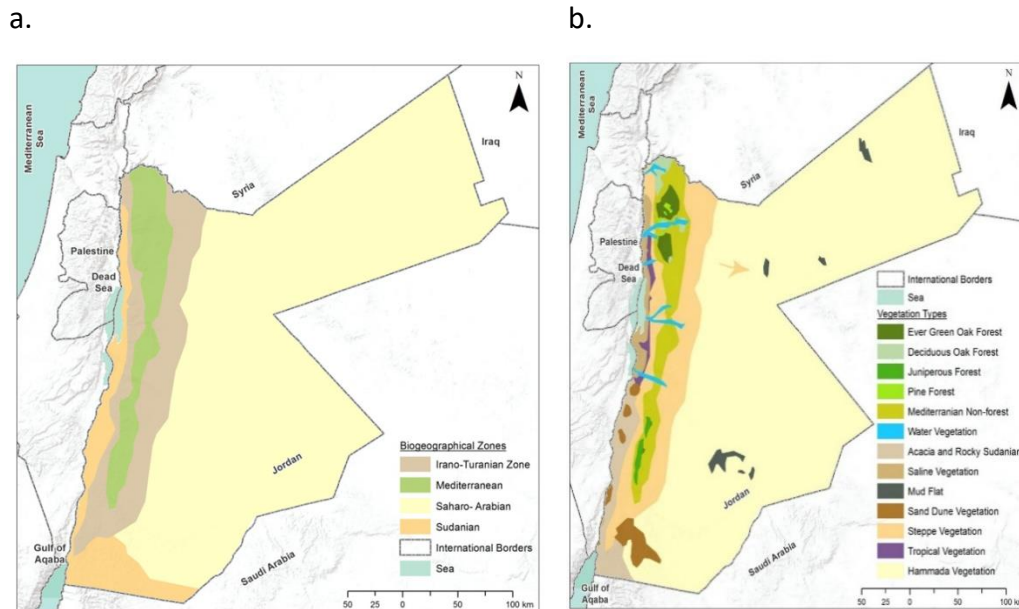 a.
b.
N
Mediterranean
Sea
Iraq
Syria
Palestine
Dead
Sea
Jordan
Saudi Arabia
Gulf of
Aqaba
Biogeographical Zones
Irano-Turanian Zone
Mediterranean
Saharo- Arabian
Sudanian
International Borders
Sea
50 25 0 50 100 km
N
Mediterranean
Sea
Iraq
Syria
Palestine
Dead
Sea
Jordan
Saudi Arabia
Gulf of
Aqaba
International Borders
Sea
Vegetation Types
Ever Green Oak Forest
Deciduous Oak Forest
Juniperous Forest
Pine Forest
Mediterranian Non-forest
Water Vegetation
Acacia and Rocky Sudanian
Saline Vegetation
Mud Flat
Sand Dune Vegetation
Steppe Vegetation
Tropical Vegetation
Hammada Vegetation
50 25 0 50 100 km